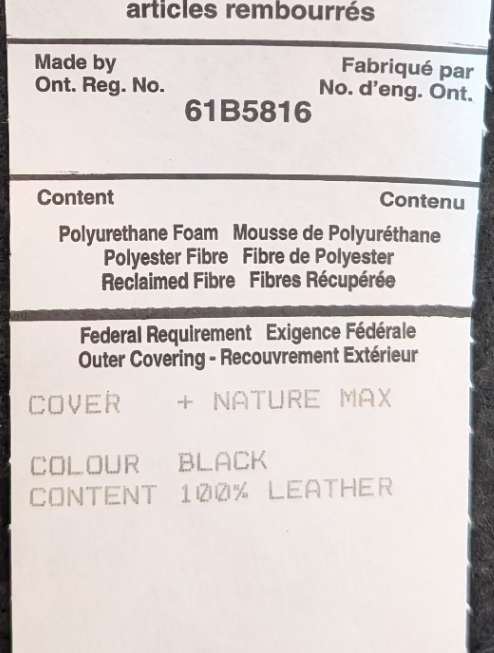 articles rembourrés
Made by Fabriqué par
Ont. Reg. No. No. d'eng. Ont.
61B5816
Content Contenu
Polyurethane Foam Mousse de Polyuréthane
Polyester Fibre Fibre de Polyester
Reclaimed Fibre Fibres Récupérée
Federal Requirement Exigence Fédérale
Outer Covering - Recouvrement Extérieur
COVER + NATURE MAX
COLOUR BLACK
CONTENT 100% LEATHER